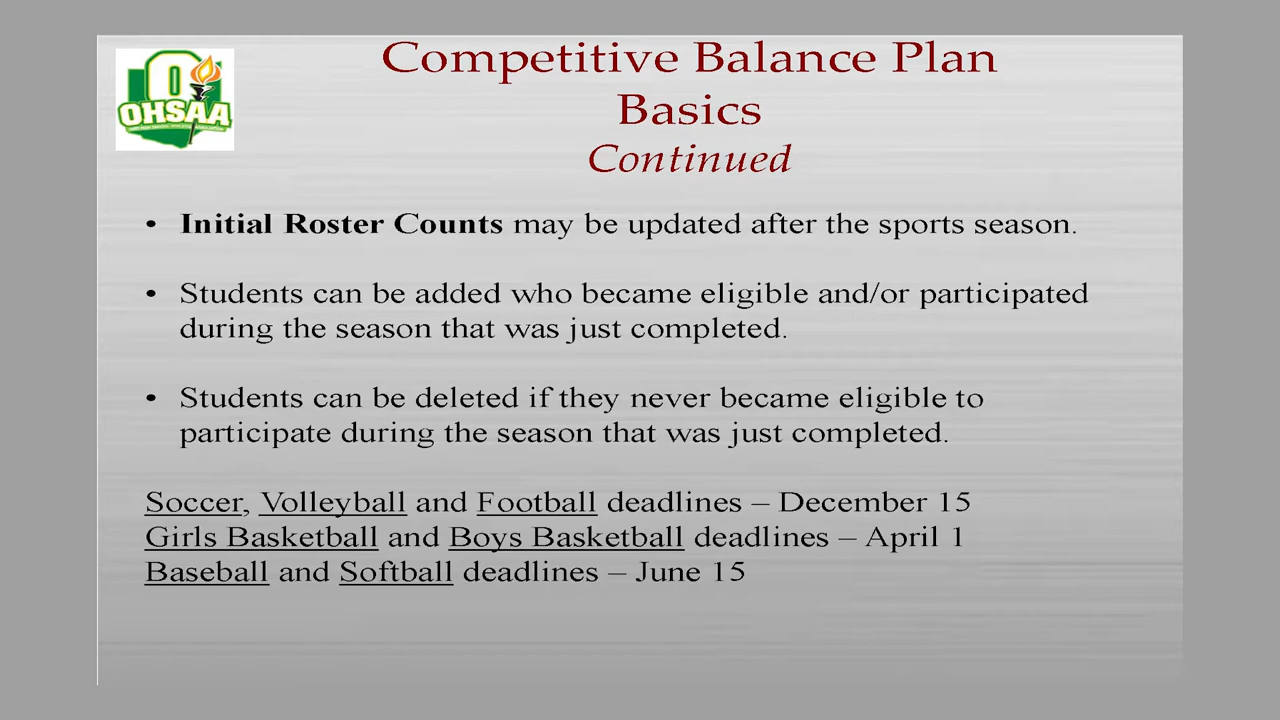 OHSAA
Competitive Balance Plan
Basics
Continued
• Initial Roster Counts may be updated after the sports season.
• Students can be added who became eligible and/or participated
during the season that was just completed.
• Students can be deleted if they never became eligible to
participate during the season that was just completed.
Soccer, Volleyball and Football deadlines – December 15
Girls Basketball and Boys Basketball deadlines – April 1
Baseball and Softball deadlines – June 15